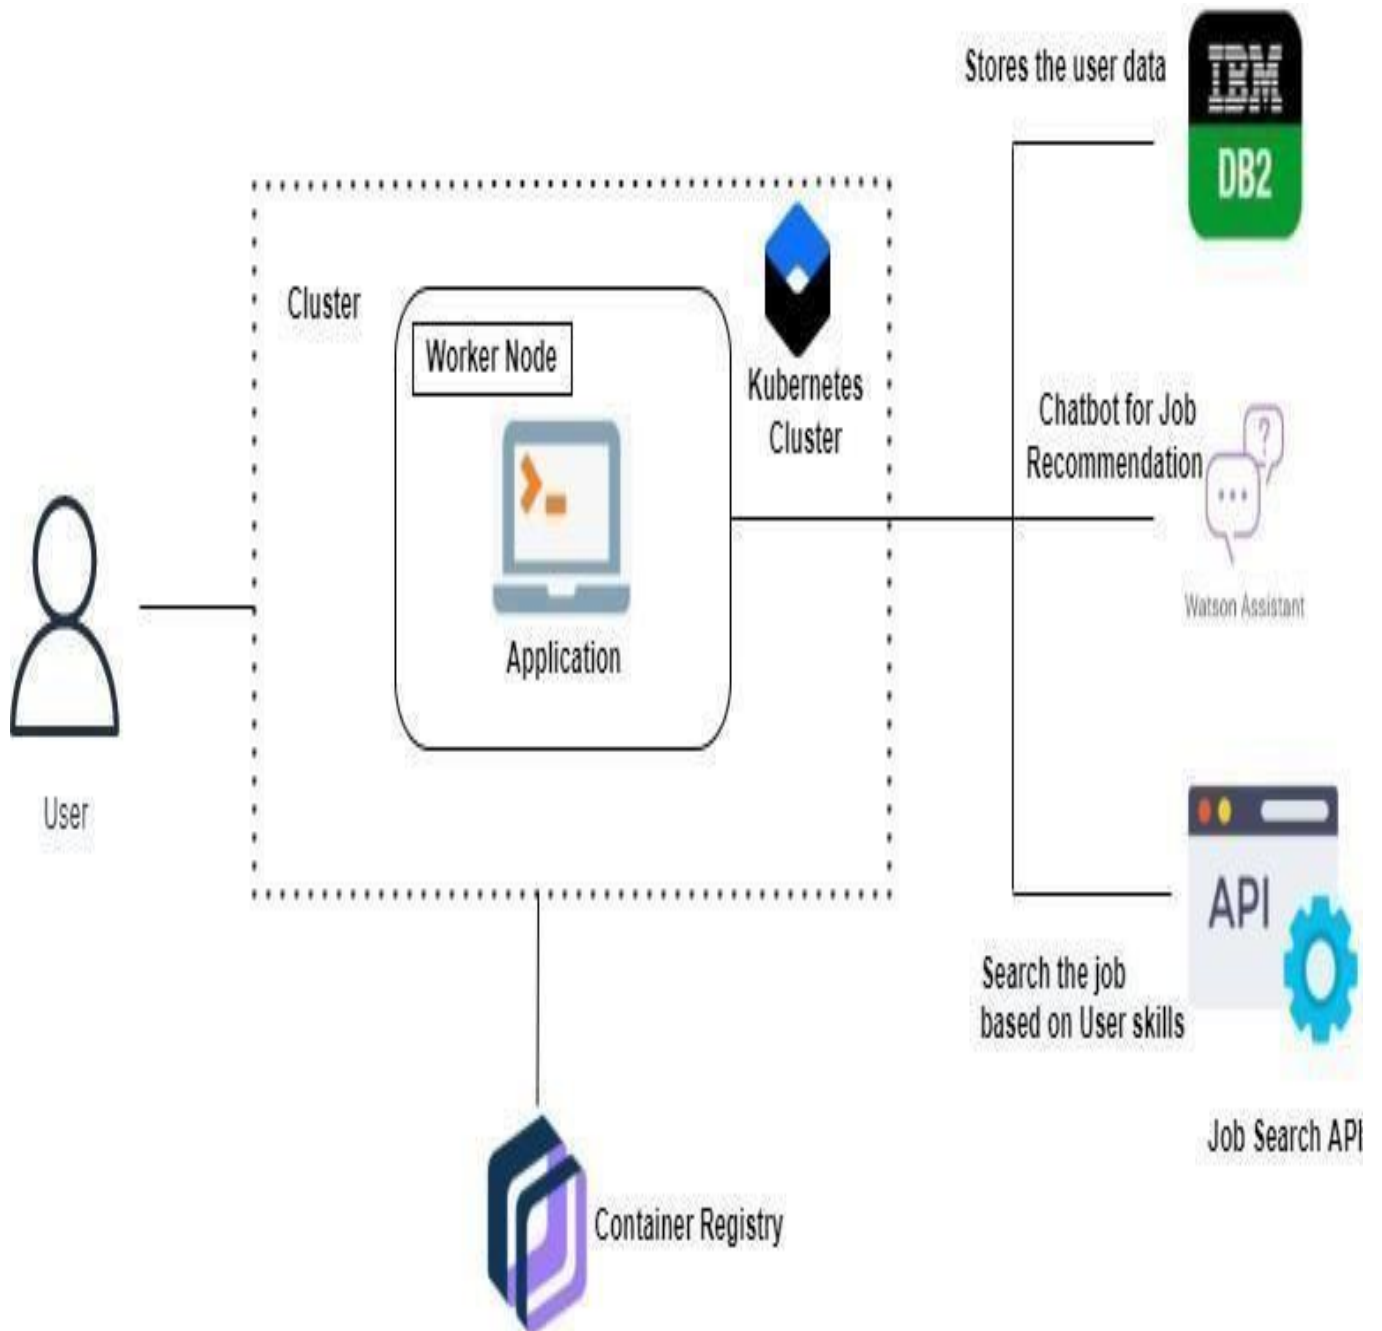 Stores the user data
IBM
DB2
Cluster
Worker Node
Kubernetes
Cluster
Chatbot for Job
Recommendation
?
Watson Assistant
Application
User
API
Search the job
based on User skills
Job Search API
Container Registry